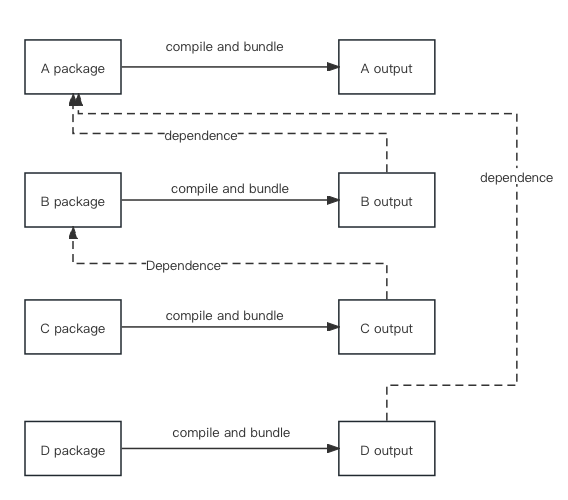 compile and bundle
A package
A output
dependence
dependence
compile and bundle
B package
B output
Dependence
compile and bundle
C package
C output
compile and bundle
D package
D output